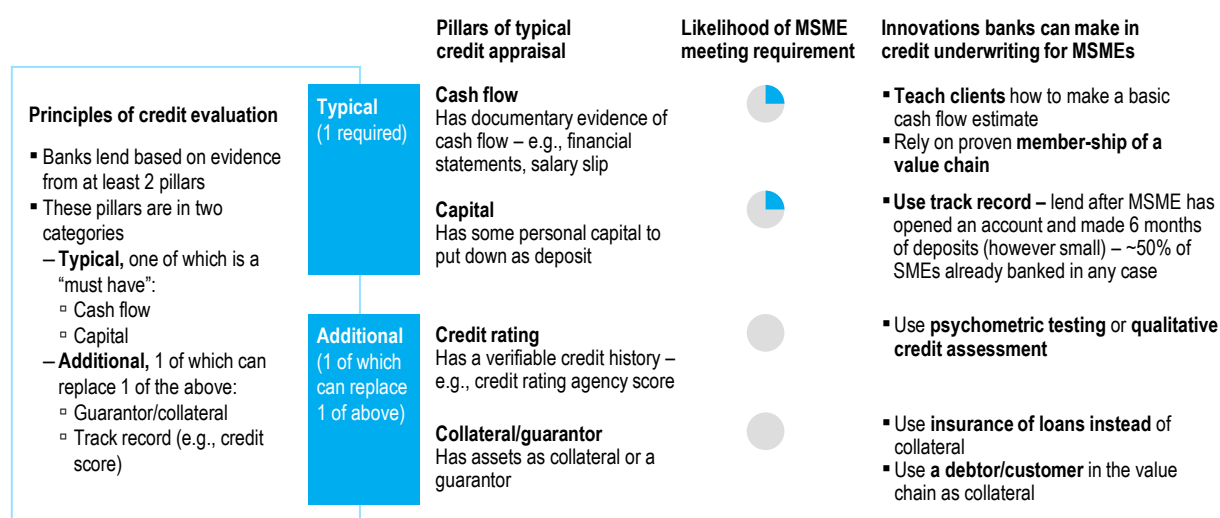 Pillars of typical
credit appraisal
Likelihood of MSME
meeting requirement
Innovations banks can make in
credit underwriting for MSMEs
Principles of credit evaluation
▪ Banks lend based on evidence
from at least 2 pillars
▪ These pillars are in two
categories
– Typical, one of which is a
“must have”:
▫ Cash flow
▫ Capital
– Additional, 1 of which can
replace 1 of the above:
▫ Guarantor/collateral
▫ Track record (e.g., credit
score)
Typical
(1 required)
Cash flow
Has documentary evidence of
cash flow – e.g., financial
statements, salary slip
▪ Teach clients how to make a basic
cash flow estimate
▪ Rely on proven member-ship of a
value chain
Capital
Has some personal capital to
put down as deposit
▪ Use track record – lend after MSME has
opened an account and made 6 months
of deposits (however small) – ~50% of
SMEs already banked in any case
Additional
(1 of which
can replace
1 of above)
Credit rating
Has a verifiable credit history –
e.g., credit rating agency score
▪ Use psychometric testing or qualitative
credit assessment
Collateral/guarantor
Has assets as collateral or a
guarantor
▪ Use insurance of loans instead of
collateral
▪ Use a debtor/customer in the value
chain as collateral